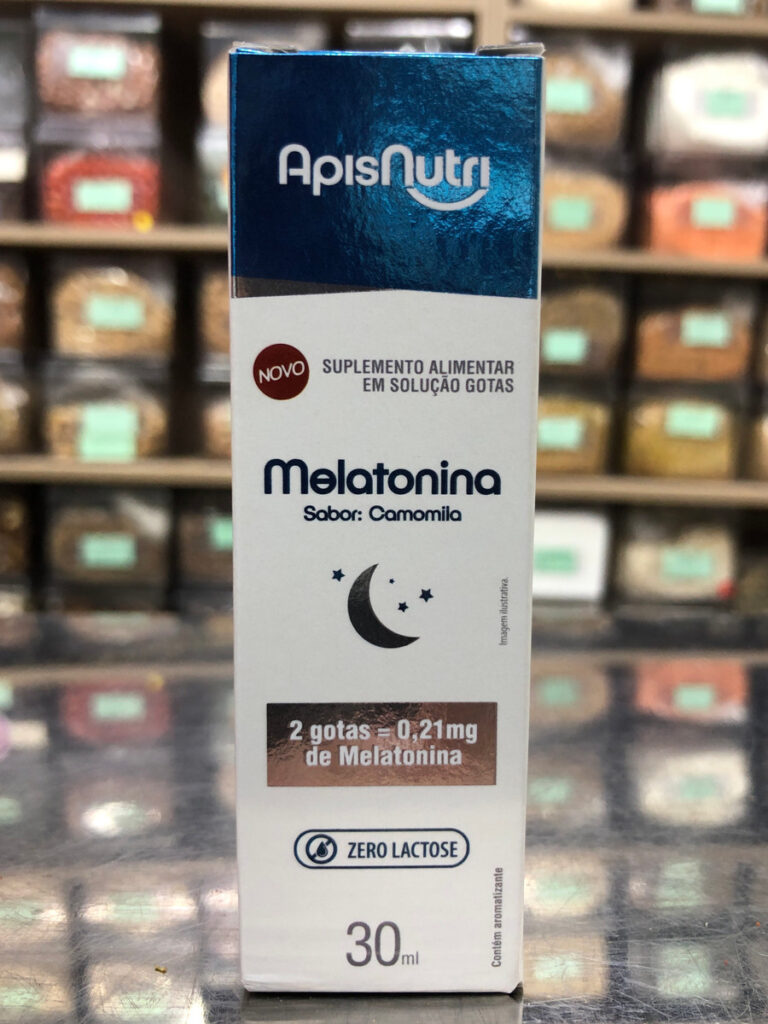 ApisNutri
NOVO
SUPLEMENTO ALIMENTAR
EM SOLUÇÃO GOTAS
Melatonina
Sabor: Camomila
Imagem ilustrativa.
2 gotas = 0,21mg
de Melatonina
ZERO LACTOSE
30ml
Contém aromatizante